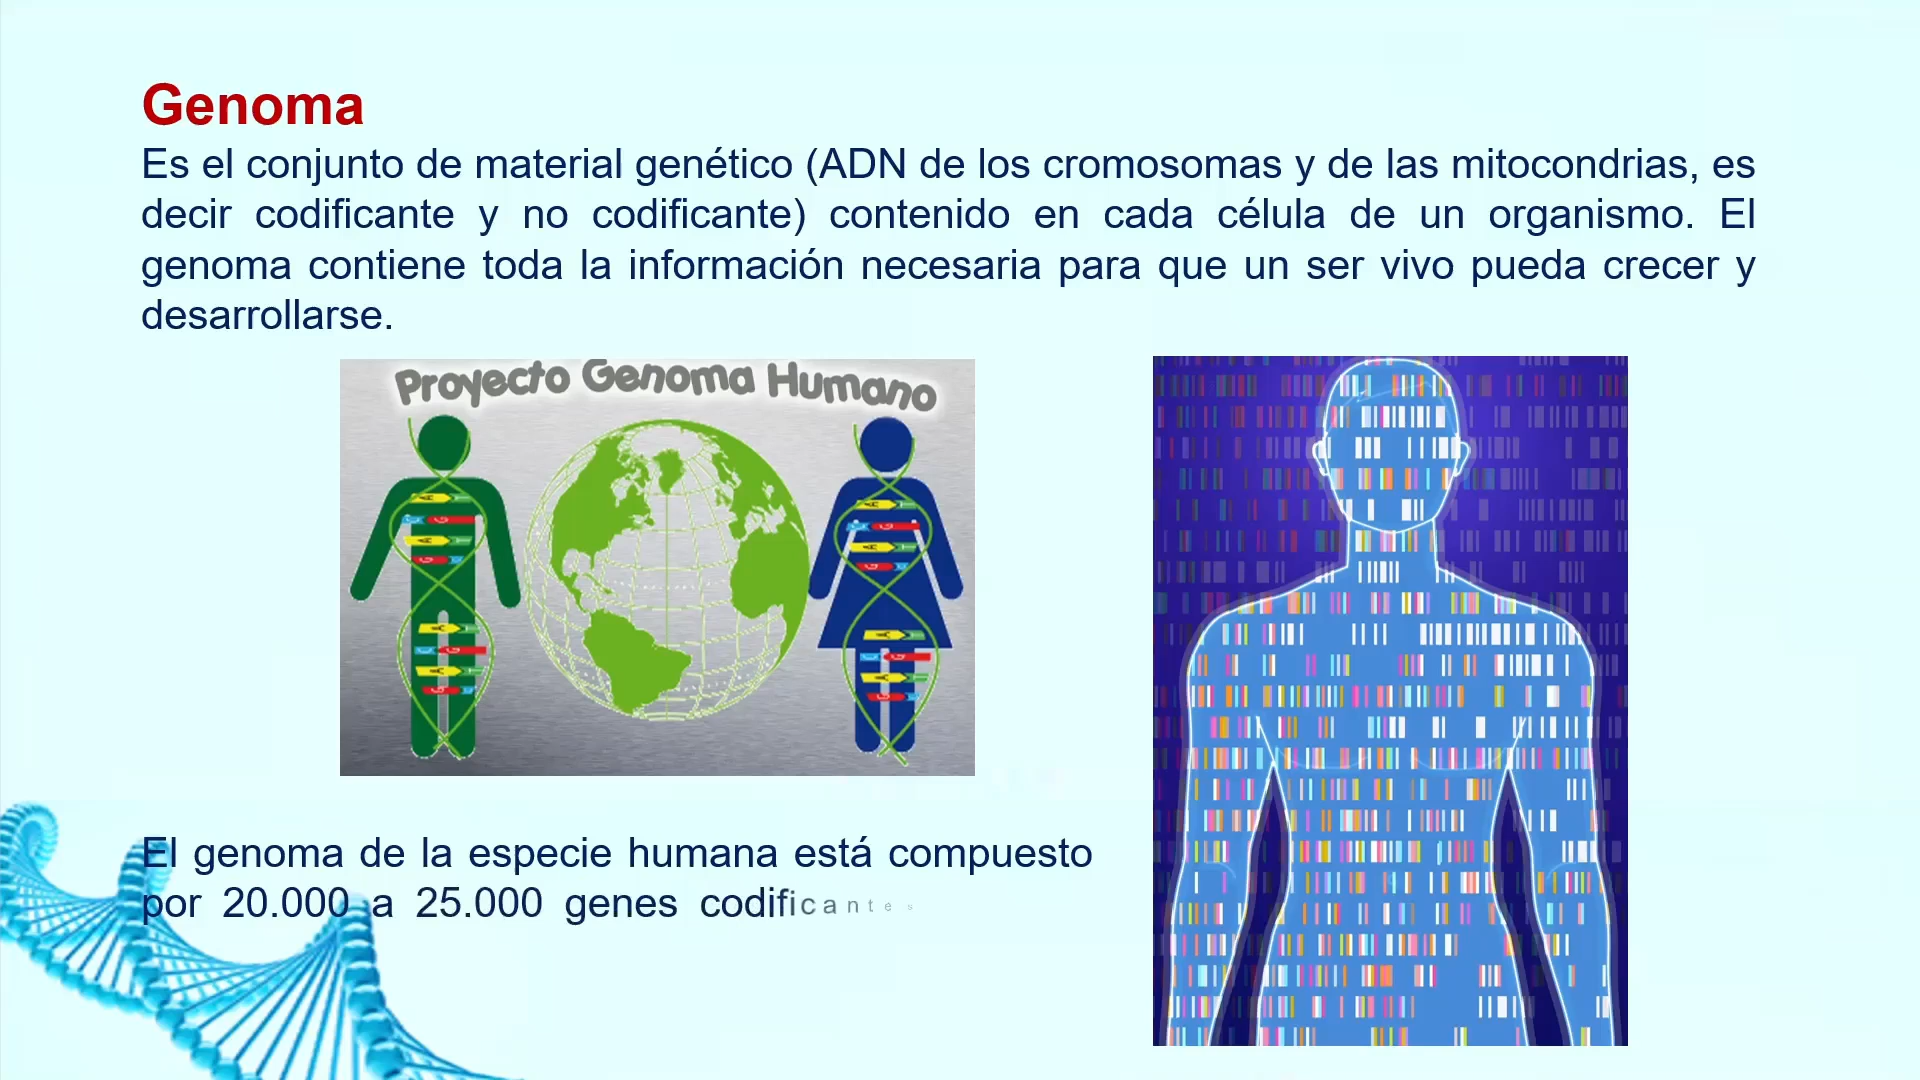 Genoma
Es el conjunto de material genético (ADN de los cromosomas y de las mitocondrias, es
decir codificante y no codificante) contenido en cada célula de un organismo. El
genoma contiene toda la información necesaria para que un ser vivo pueda crecer y
desarrollarse.
Proyecto Genoma Humano
El genoma de la especie humana está compuesto
por 20.000 a 25.000 genes codificantes